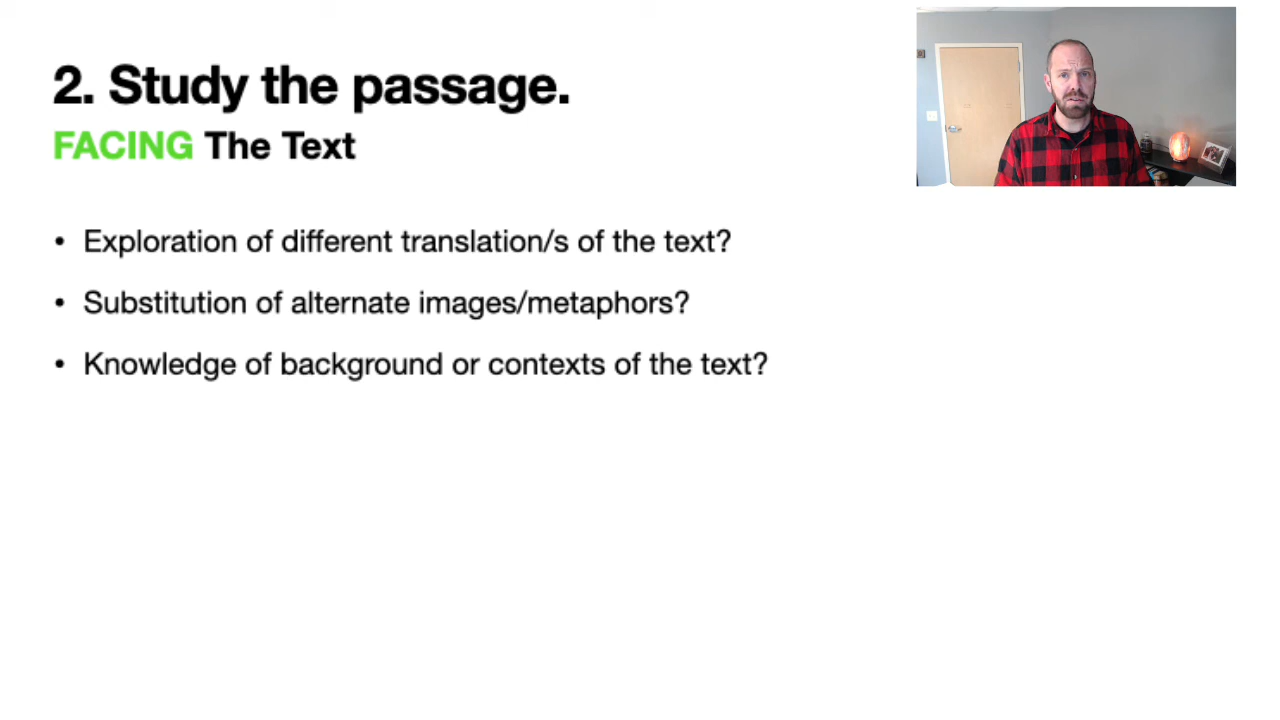 2. Study the passage.
FACING The Text
• Exploration of different translation/s of the text?
• Substitution of alternate images/metaphors?
• Knowledge of background or contexts of the text?